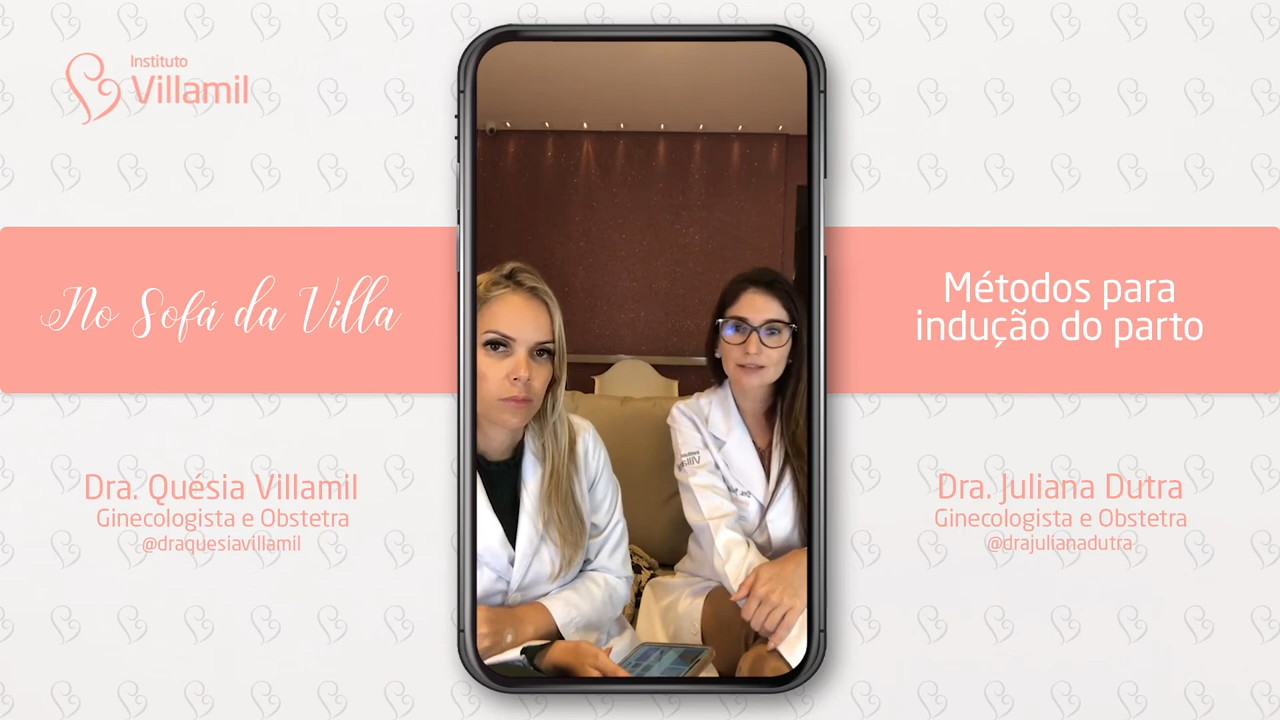 Instituto
Villamil
No Sofá da Villa
Métodos para
indução do parto
Dra. Quésia Villamil
Ginecologista e Obstetra
@draquesiavillamil
Dra. Juliana Dutra
Ginecologista e Obstetra
@drajulianadutra